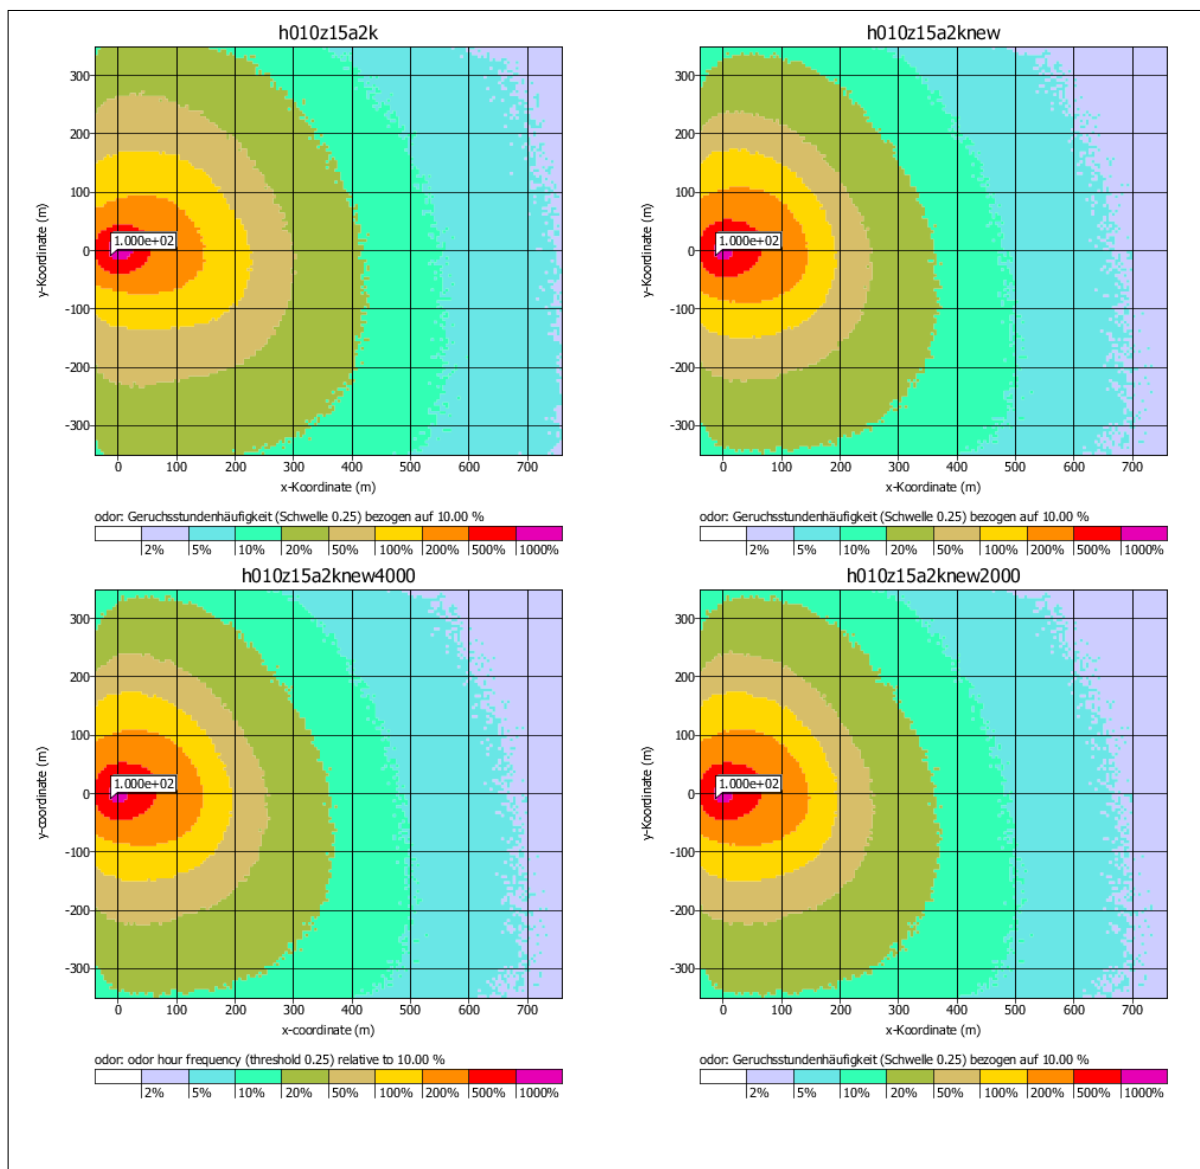 h010z15a2k
300
200
100
0
-100
-200
-300
y-Koordinate (m)
1.000e+02
0 100 200 300 400 500 600 700
x-Koordinate (m)
odor: Geruchsstundenhäufigkeit (Schwelle 0.25) bezogen auf 10.00 %
2% 5% 10% 20% 50% 100% 200% 500% 1000%
h010z15a2knew
300
200
100
0
-100
-200
-300
y-Koordinate (m)
1.000e+02
0 100 200 300 400 500 600 700
x-Koordinate (m)
odor: Geruchsstundenhäufigkeit (Schwelle 0.25) bezogen auf 10.00 %
2% 5% 10% 20% 50% 100% 200% 500% 1000%
h010z15a2knew4000
300
200
100
0
-100
-200
-300
y-coordinate (m)
1.000e+02
0 100 200 300 400 500 600 700
x-coordinate (m)
odor: odor hour frequency (threshold 0.25) relative to 10.00 %
2% 5% 10% 20% 50% 100% 200% 500% 1000%
h010z15a2knew2000
300
200
100
0
-100
-200
-300
y-Koordinate (m)
1.000e+02
0 100 200 300 400 500 600 700
x-Koordinate (m)
odor: Geruchsstundenhäufigkeit (Schwelle 0.25) bezogen auf 10.00 %
2% 5% 10% 20% 50% 100% 200% 500% 1000%